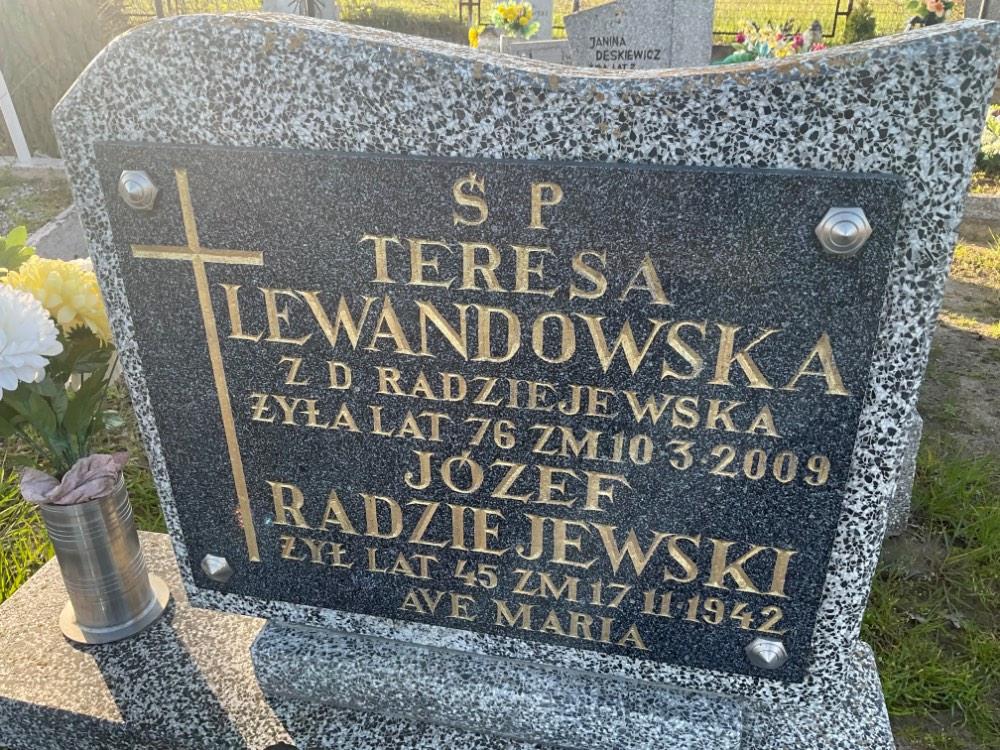 JANINA
DESKIEWICZ
Ś P
TERESA
LEWANDOWSKA
Z D. RADZIEJEWSKA
ŻYŁA LAT 76 ZM. 10 3 2009
JÓZEF
RADZIEJEWSKI
ŻYŁ LAT 45 ZM 17 11 1942
AVE MARIA